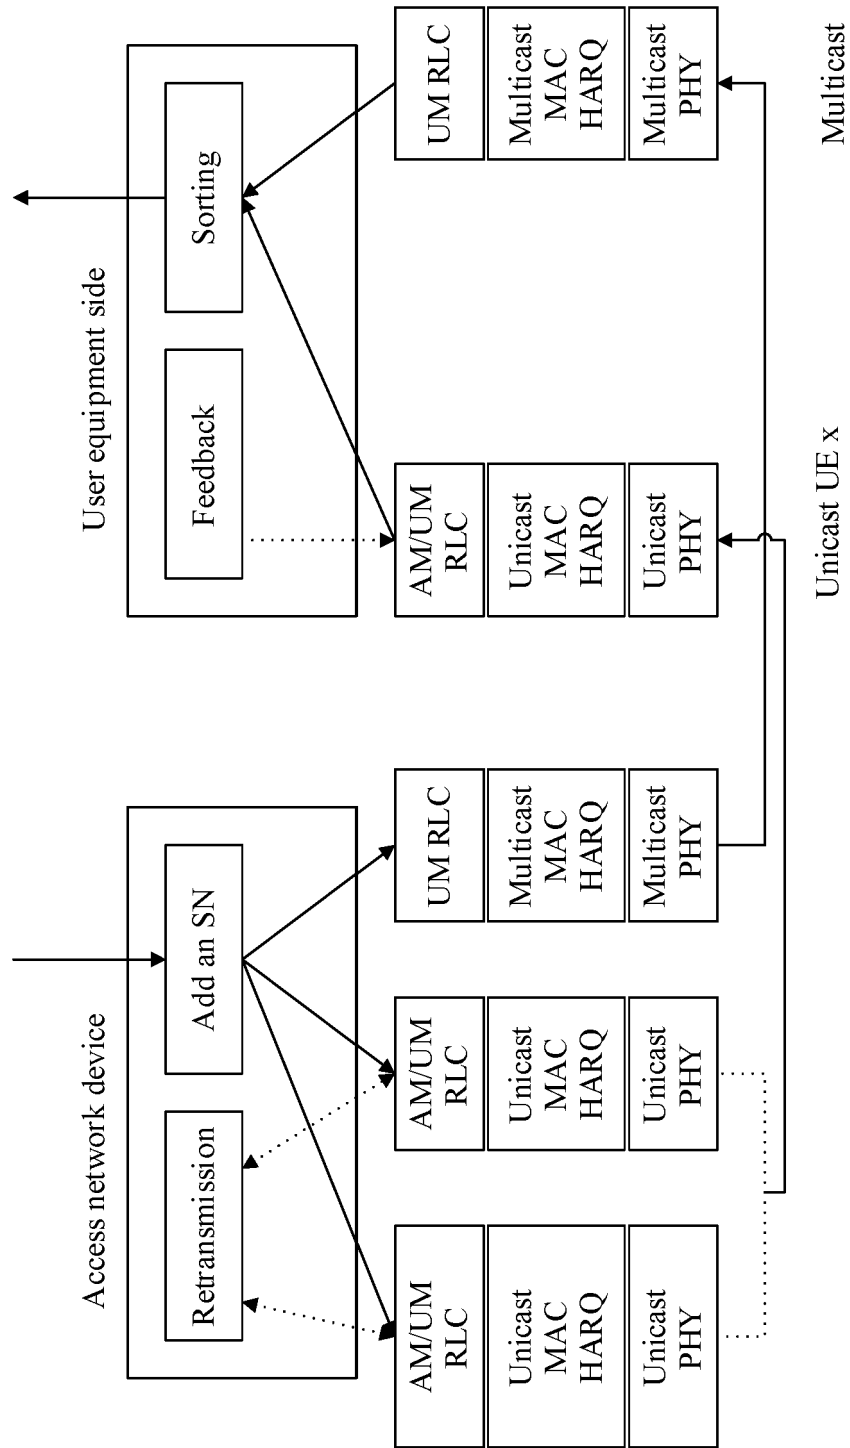 Access network device
User equipment side
Retransmission
Add an SN
Feedback
Sorting
AM/UM
RLC
Unicast
MAC
HARQ
Unicast
PHY
AM/UM
RLC
Unicast
MAC
HARQ
Unicast
PHY
UM RLC
Multicast
MAC
HARQ
Multicast
PHY
AM/UM
RLC
Unicast
MAC
HARQ
Unicast
PHY
UM RLC
Multicast
MAC
HARQ
Multicast
PHY
Unicast UE x
Multicast